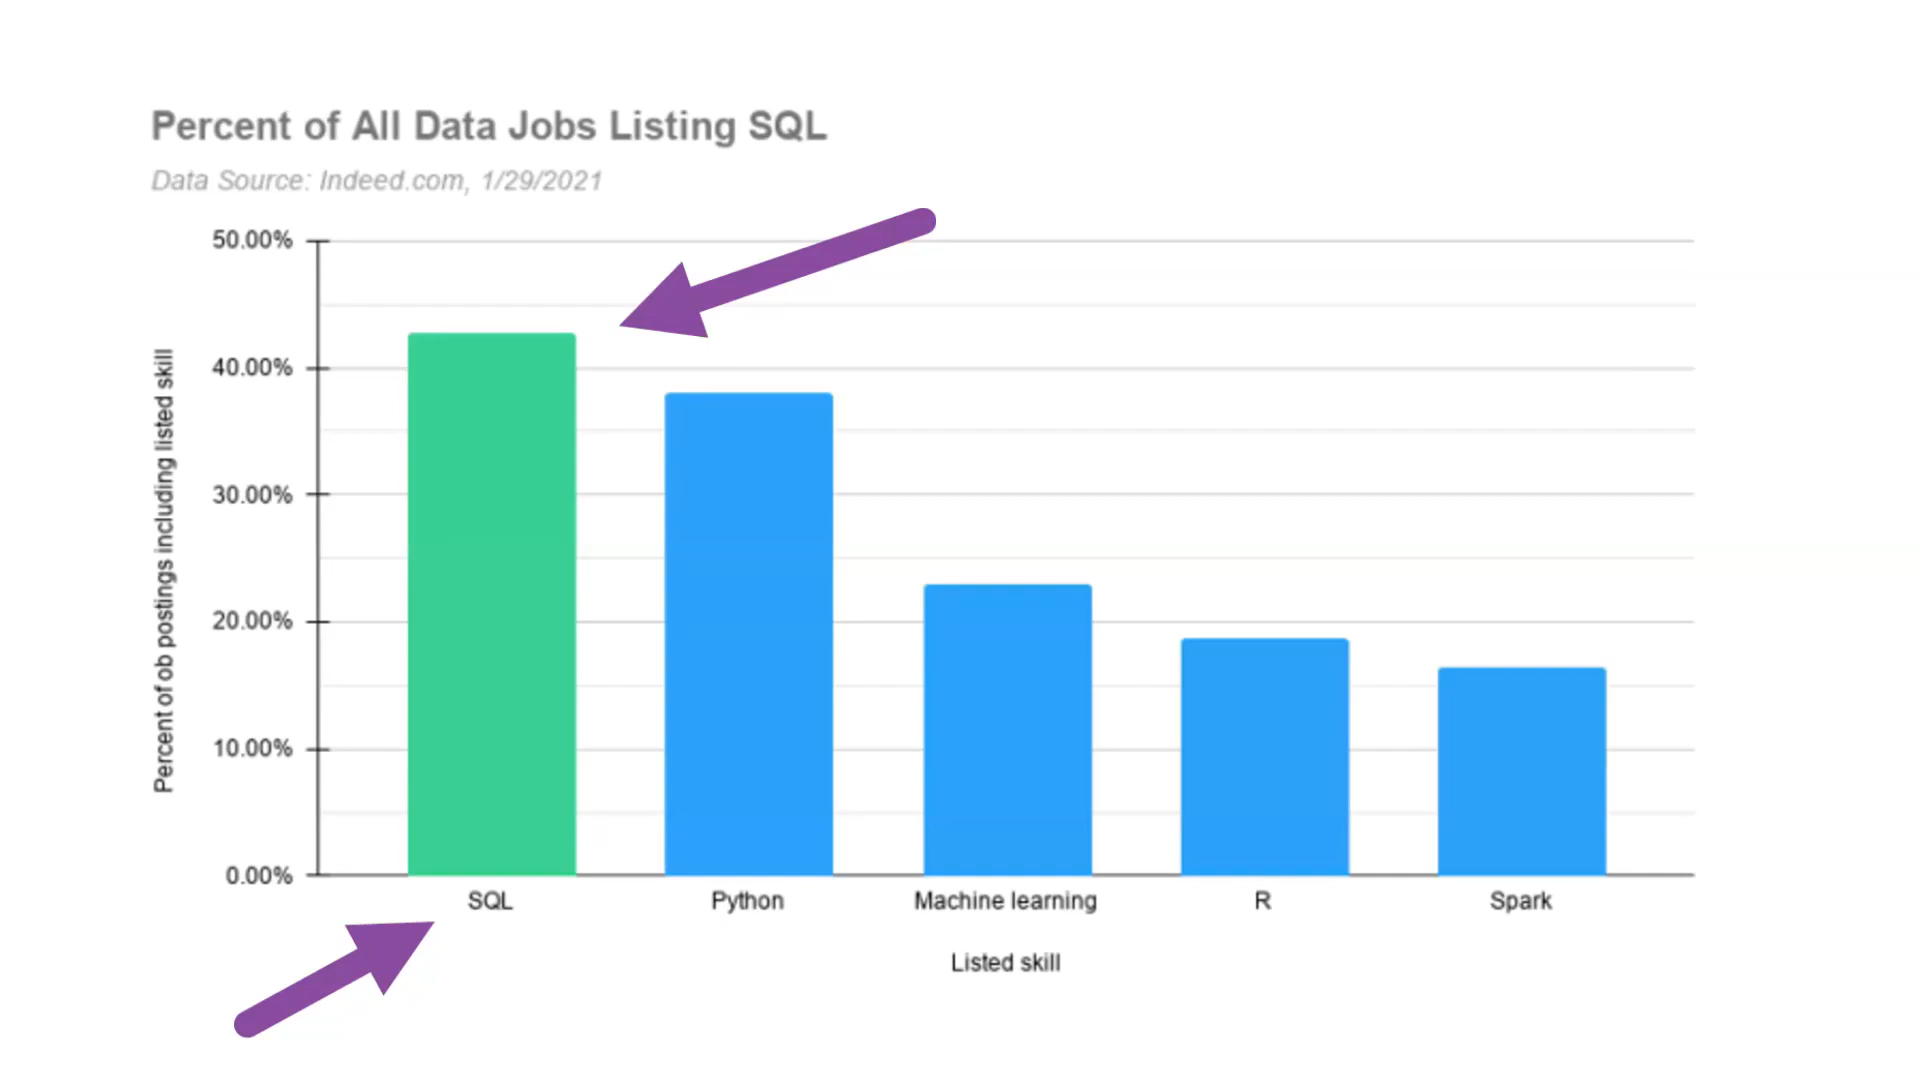 Percent of All Data Jobs Listing SQL
Data Source: Indeed.com, 1/29/2021
Percent of ob postings including listed skill
50.00%
40.00%
30.00%
20.00%
10.00%
0.00%
SQL Python Machine learning R Spark
Listed skill